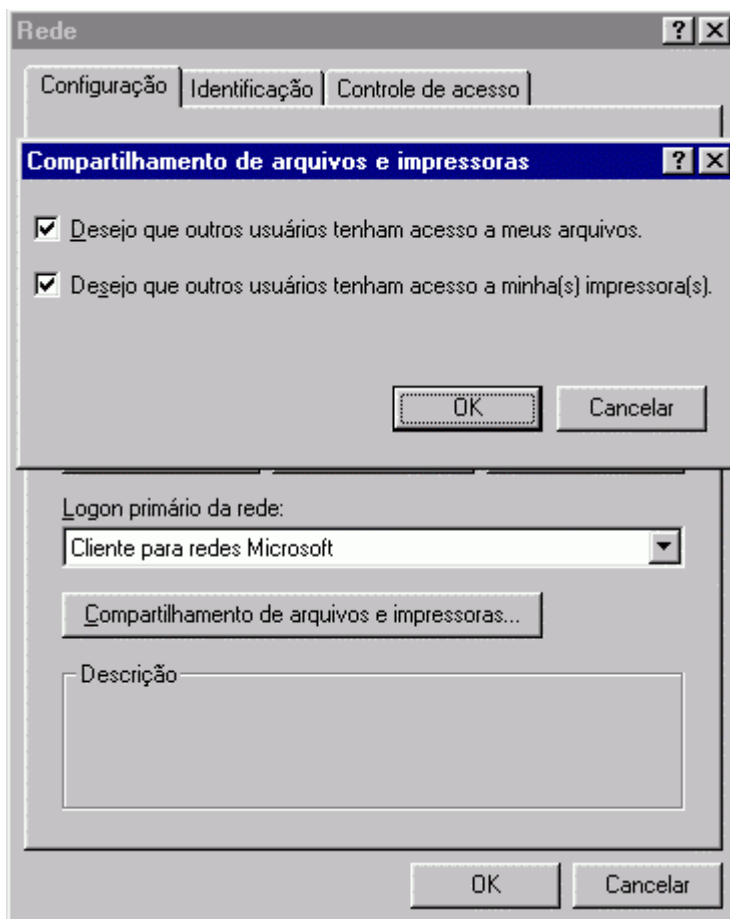 Rede
Configuração Identificação Controle de acesso
Compartilhamento de arquivos e impressoras
Desejo que outros usuários tenham acesso a meus arquivos.
Desejo que outros usuários tenham acesso a minha(s) impressora(s).
OK Cancelar
Logon primário da rede:
Cliente para redes Microsoft
Compartilhamento de arquivos e impressoras...
Descrição
OK Cancelar